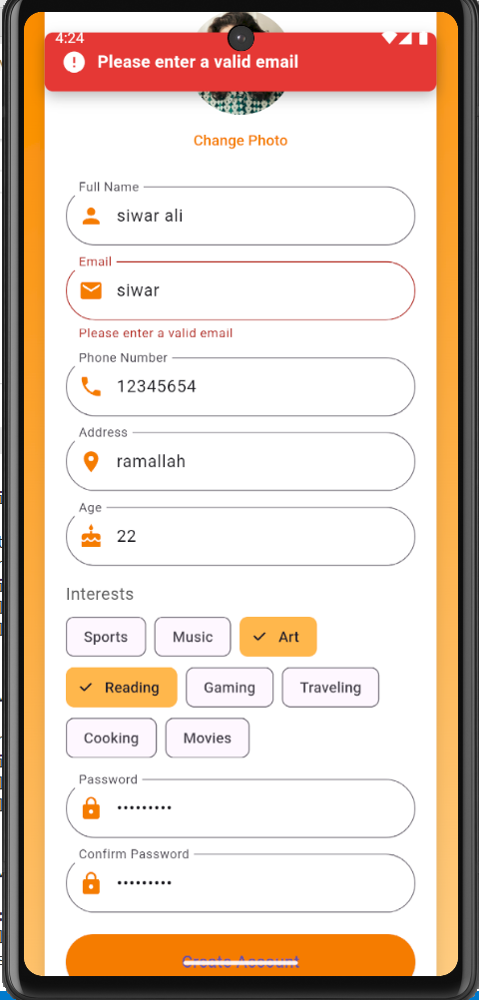 4:24
Please enter a valid email
Change Photo
Full Name
siwar ali
Email
siwar
Please enter a valid email
Phone Number
12345654
Address
ramallah
Age
22
Interests
Sports Music Art
Reading Gaming Traveling
Cooking Movies
Password
•••••••••
Confirm Password
•••••••••
Create Account